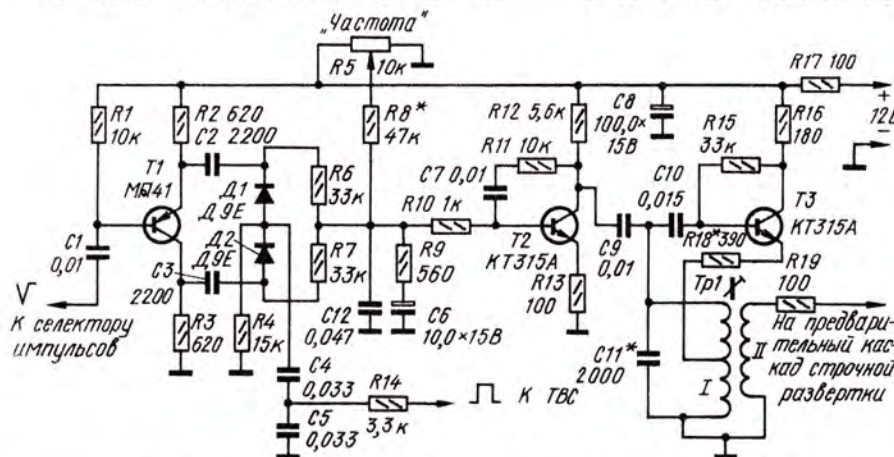 „Частота"
R5
10к
R17 100
+
12В
−
R1
10к
R2 620
C2
2200
R8*
47к
R12 5,6к
C8
100,0×
15В
R15
33к
R16
180
R11 10к
T1
МП41
Д1
Д9Е
R6
33к
C7 0,01
R10 1к
C10
0,015
T3
КТ315А
C1
0,01
Д2
Д9Е
C3
2200
R7
33к
R9
560
T2
КТ315А
C9
0,01
R18*390
R19
100
Тр1
R13
100
К селектору
импульсов
R3
620
R4
15к
C12
0,047
C6
10,0×15В
C11*
2000
I
II
На предвари-
тельный кас-
кад строчной
развертки
C4
0,033
R14
3,3к
К ТВС
C5
0,033